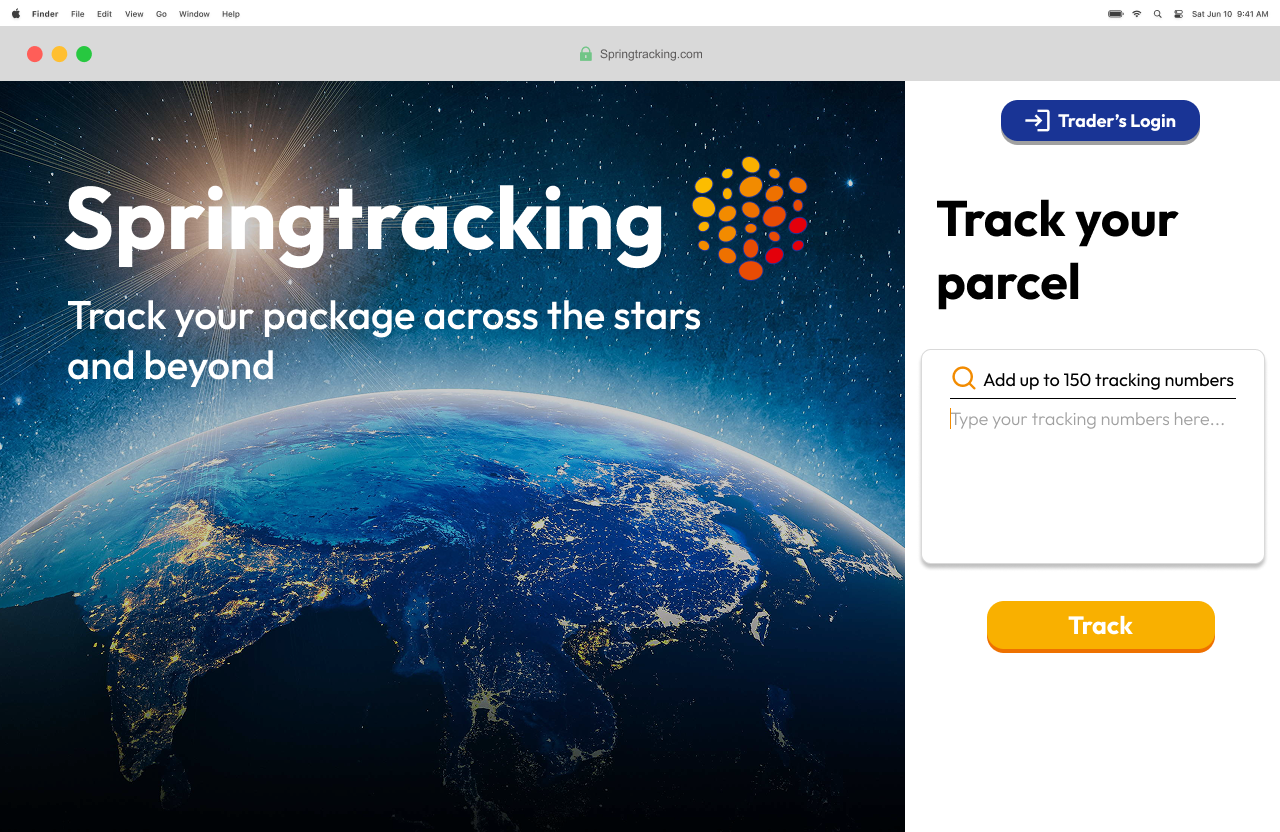 Finder File Edit View Go Window Help Sat Jun 10 9:41 AM
Springtracking.com
Trader’s Login
Springtracking
Track your package across the stars
and beyond
Track your
parcel
Add up to 150 tracking numbers
Type your tracking numbers here...
Track